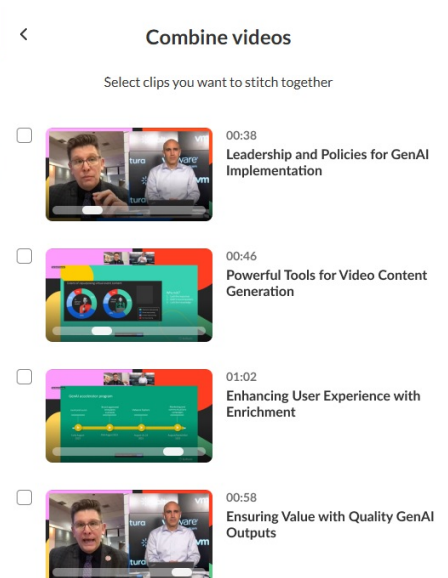 Combine videos
Select clips you want to stitch together
00:38
Leadership and Policies for GenAI
Implementation
00:46
Powerful Tools for Video Content
Generation
01:02
Enhancing User Experience with
Enrichment
00:58
Ensuring Value with Quality GenAI
Outputs